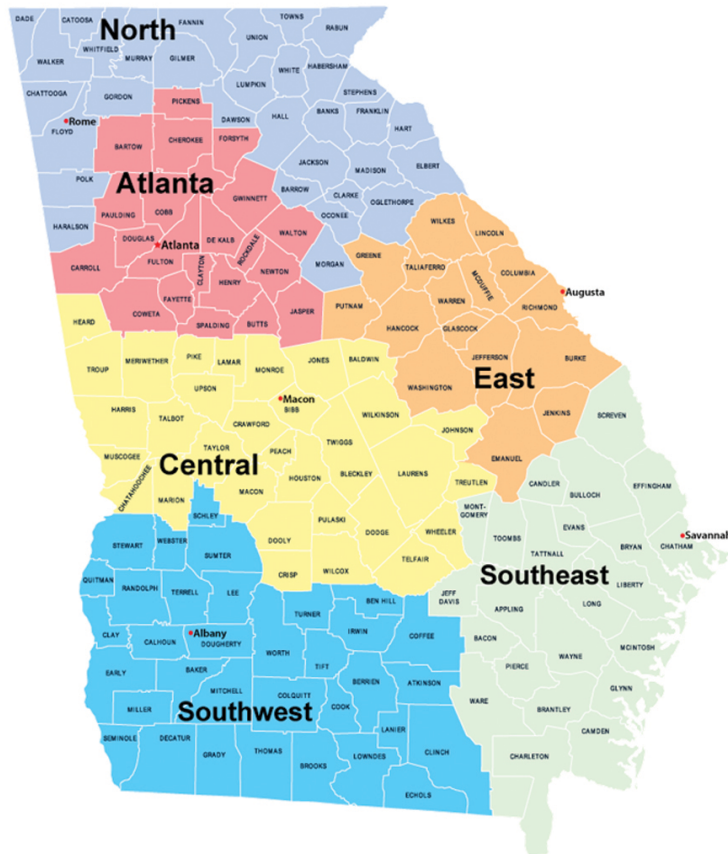 North
DADE
CATOOSA
FANNIN
TOWNS
RABUN
WHITFIELD
MURRAY
GILMER
UNION
WALKER
WHITE
HABERSHAM
LUMPKIN
STEPHENS
CHATTOOGA
GORDON
PICKENS
DAWSON
HALL
BANKS
FRANKLIN
HART
Rome
FLOYD
BARTOW
CHEROKEE
FORSYTH
JACKSON
MADISON
ELBERT
POLK
Atlanta
GWINNETT
BARROW
CLARKE
OGLETHORPE
OCONEE
HARALSON
PAULDING
COBB
DOUGLAS
Atlanta
DE KALB
ROCKDALE
WALTON
FULTON
CARROLL
CLAYTON
HENRY
NEWTON
MORGAN
GREENE
WILKES
LINCOLN
TALIAFERRO
MCDUFFIE
COLUMBIA
Augusta
RICHMOND
WARREN
FAYETTE
COWETA
SPALDING
BUTTS
JASPER
PUTNAM
HANCOCK
GLASCOCK
HEARD
JEFFERSON
BURKE
East
WASHINGTON
JENKINS
EMANUEL
TROUP
MERIWETHER
PIKE
LAMAR
MONROE
JONES
BALDWIN
UPSON
Macon
BIBB
HARRIS
TALBOT
CRAWFORD
WILKINSON
JOHNSON
TWIGGS
TAYLOR
PEACH
MUSCOGEE
Central
CHATAHOOCHEE
MARION
MACON
HOUSTON
BLECKLEY
LAURENS
TREUTLEN
SCHLEY
PULASKI
DOOLY
DODGE
WHEELER
TELFAIR
CRISP
WILCOX
SCREVEN
CANDLER
BULLOCH
EFFINGHAM
MONT-
GOMERY
TOOMBS
EVANS
TATTNALL
BRYAN
Savannal
CHATHAM
Southeast
LIBERTY
JEFF
DAVIS
APPLING
LONG
BACON
WAYNE
MCINTOSH
PIERCE
GLYNN
WARE
BRANTLEY
CAMDEN
CHARLETON
STEWART
WEBSTER
SUMTER
QUITMAN
RANDOLPH
TERRELL
LEE
BEN HILL
TURNER
CLAY
CALHOUN
Albany
DOUGHERTY
WORTH
IRWIN
COFFEE
EARLY
BAKER
TIFT
BERRIEN
ATKINSON
MITCHELL
COLQUITT
COOK
MILLER
Southwest
LANIER
SEMINOLE
DECATUR
GRADY
THOMAS
BROOKS
LOWNDES
CLINCH
ECHOLS